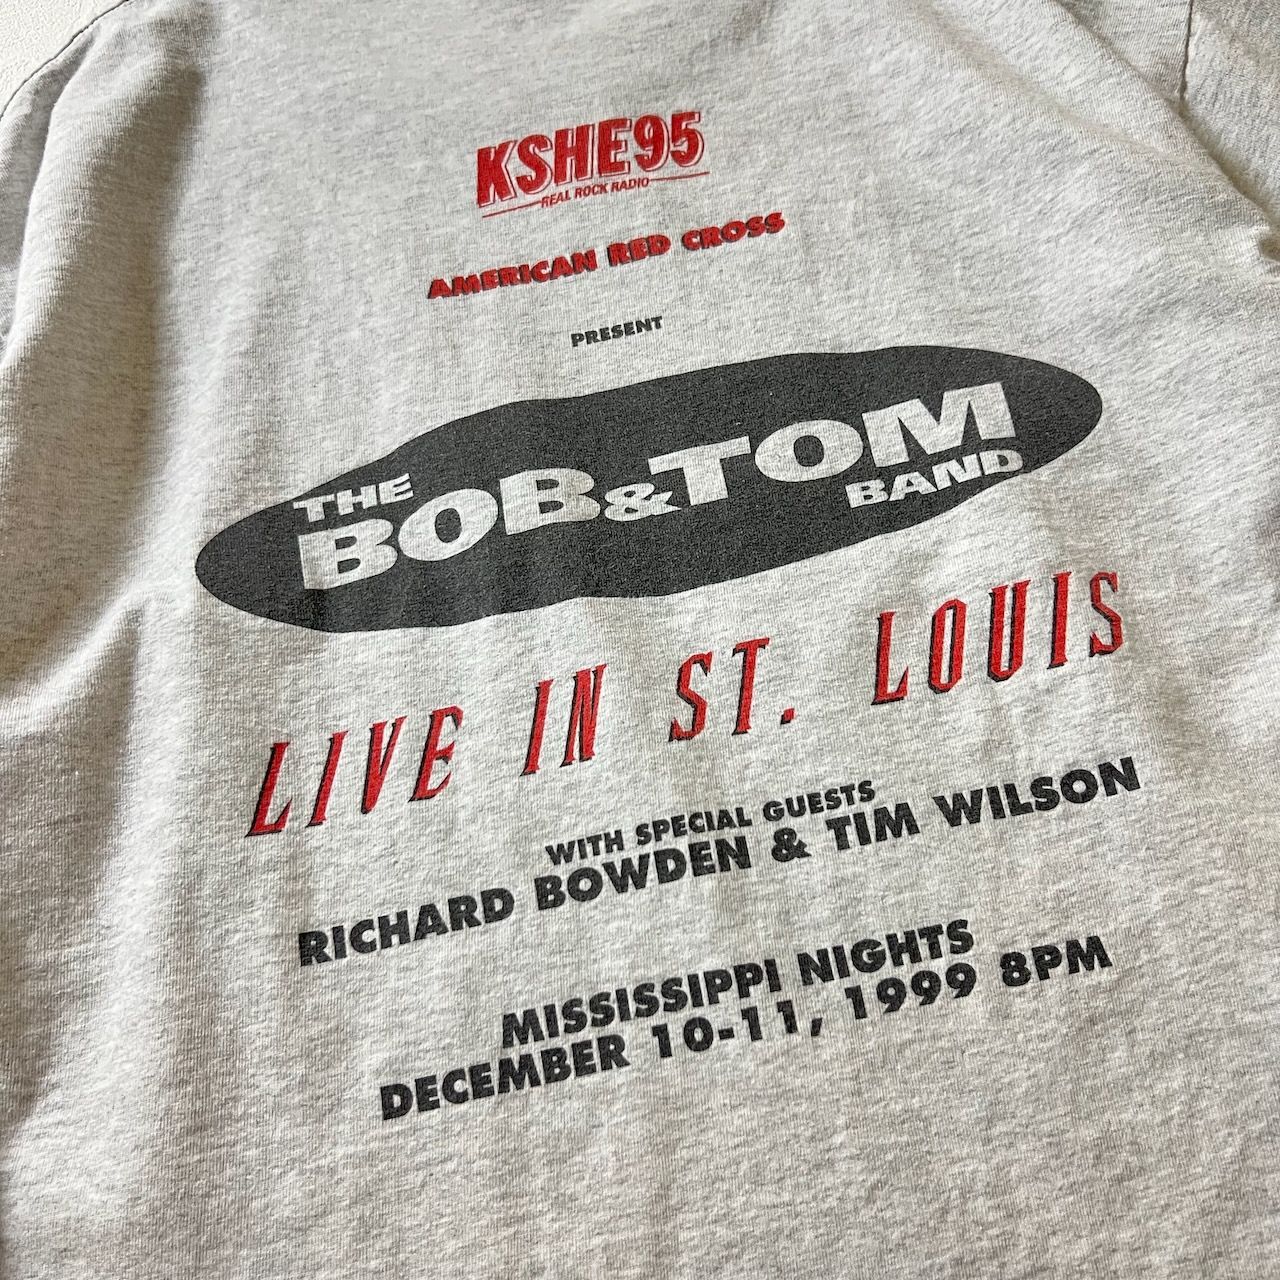 KSHE95
REAL ROCK RADIO
AMERICAN RED CROSS
PRESENT
THE
BOB&TOM
BAND
LIVE IN ST. LOUIS
WITH SPECIAL GUESTS
RICHARD BOWDEN & TIM WILSON
MISSISSIPPI NIGHTS
DECEMBER 10-11, 1999 8PM